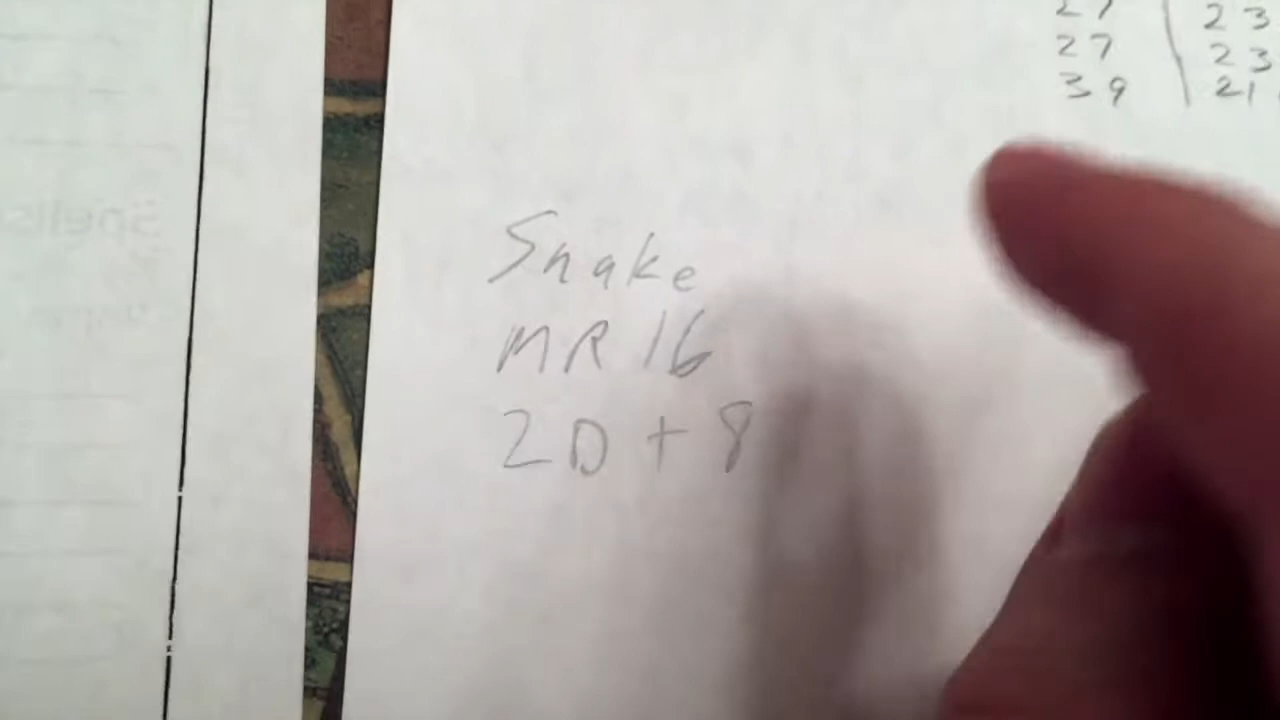 27 | 23
27 | 23
39 | 21
Snake
MR 16
2D + 8